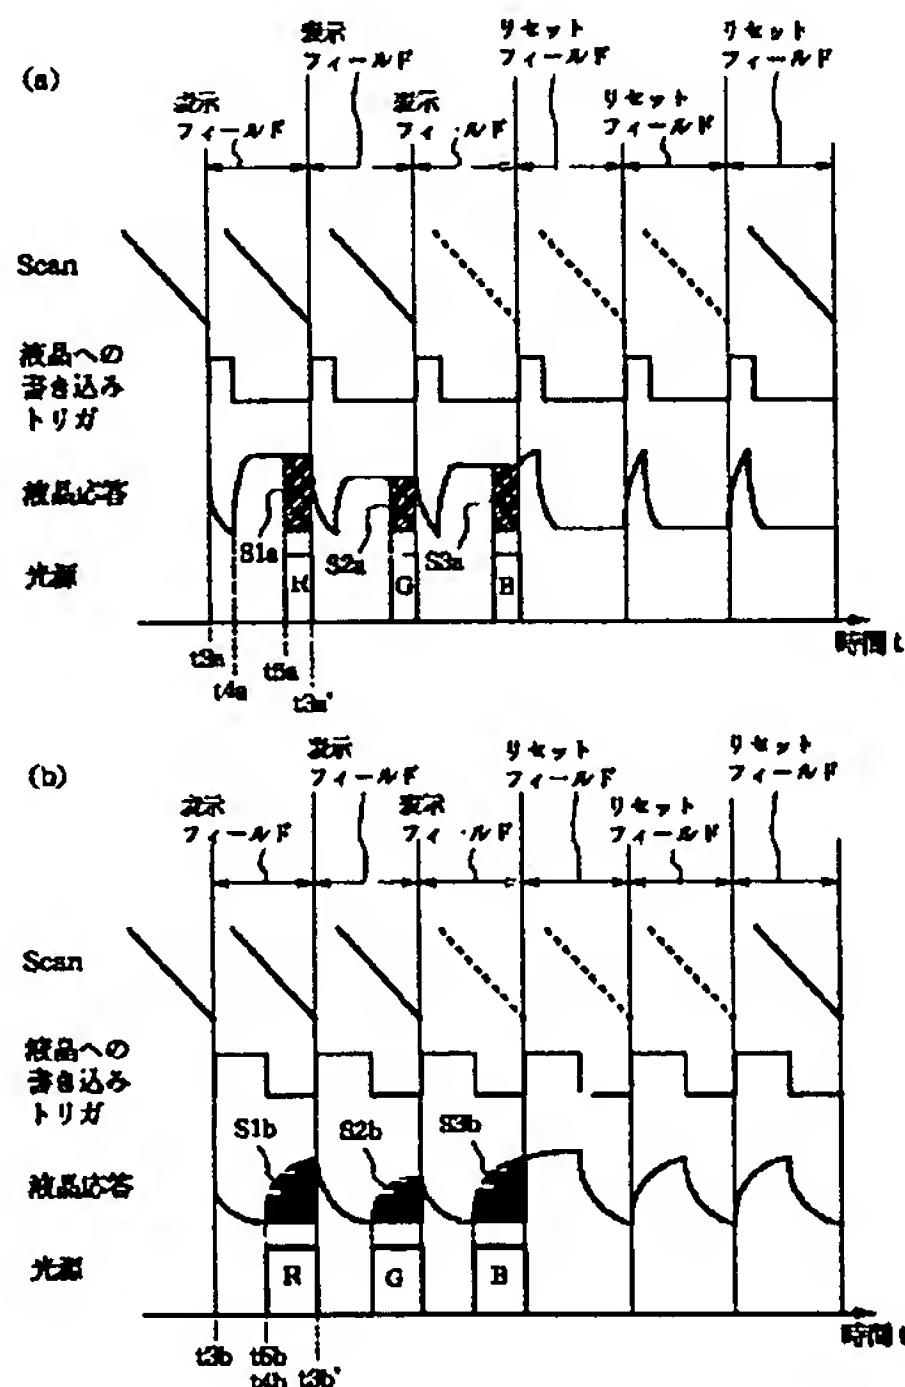 (a)
表示
フィールド
表示
フィールド
表示
フィールド
リセット
フィールド
リセット
フィールド
リセット
フィールド
Scan
液晶への
書き込み
トリガ
液晶応答
S1a
S2a
S3a
光源
R
G
B
時間 t
t3a
t4a
t5a
t3a'
(b)
表示
フィールド
表示
フィールド
表示
フィールド
リセット
フィールド
リセット
フィールド
リセット
フィールド
Scan
液晶への
書き込み
トリガ
S1b
S2b
S3b
液晶応答
光源
R
G
B
時間 t
t3b
t5b
t4b
t3b'